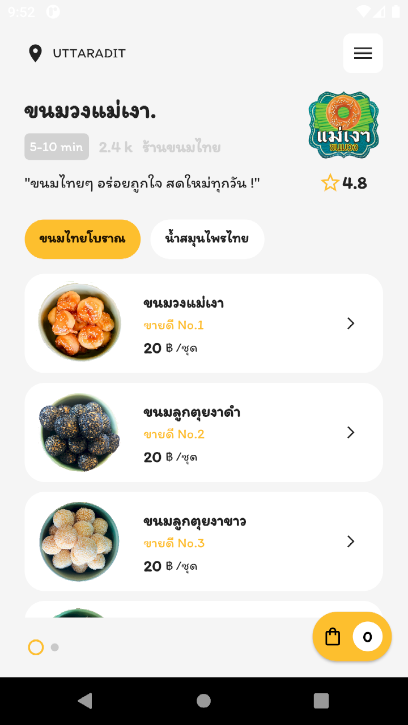 9:52
UTTARADIT
ขนมวงแม่เงา.
5-10 min 2.4 k ร้านขนมไทย
แม่เงา
"ขนมไทยๆ อร่อยถูกใจ สดใหม่ทุกวัน !"
4.8
ขนมไทยโบราณ น้ำสมุนไพรไทย
ขนมวงแม่เงา
ขายดี No.1
20 ฿ /ชุด
ขนมลูกตุยงาดำ
ขายดี No.2
20 ฿ /ชุด
ขนมลูกตุยงาขาว
ขายดี No.3
20 ฿ /ชุด
0